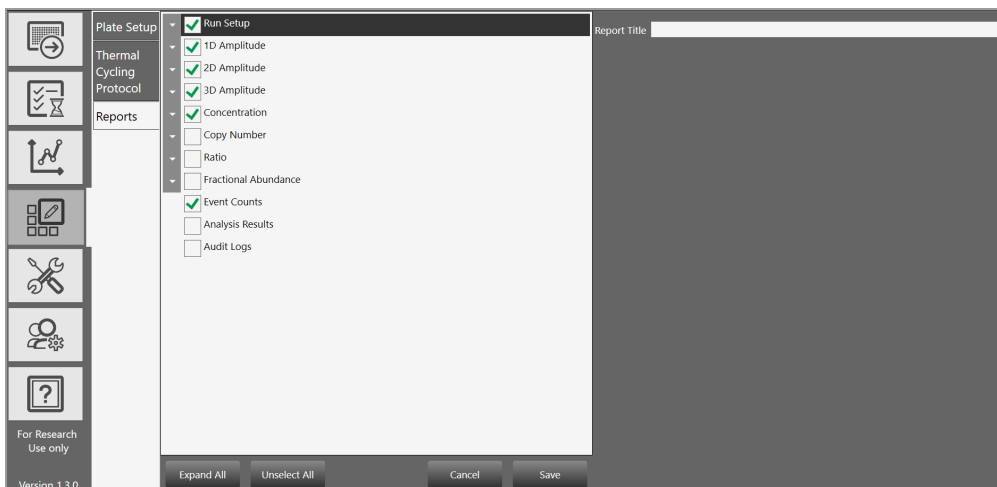 Plate Setup
Thermal
Cycling
Protocol
Reports
Run Setup
1D Amplitude
2D Amplitude
3D Amplitude
Concentration
Copy Number
Ratio
Fractional Abundance
Event Counts
Analysis Results
Audit Logs
Report Title
?
For Research
Use only
Version 1.3.0
Expand All
Unselect All
Cancel
Save